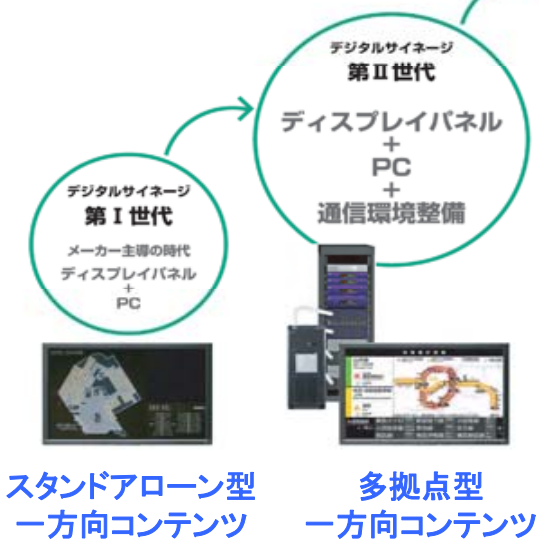 デジタルサイネージ
第Ⅰ世代
メーカー主導の時代
ディスプレイパネル
+
PC
スタンドアローン型
一方向コンテンツ
デジタルサイネージ
第Ⅱ世代
ディスプレイパネル
+
PC
+
通信環境整備
多拠点型
一方向コンテンツ